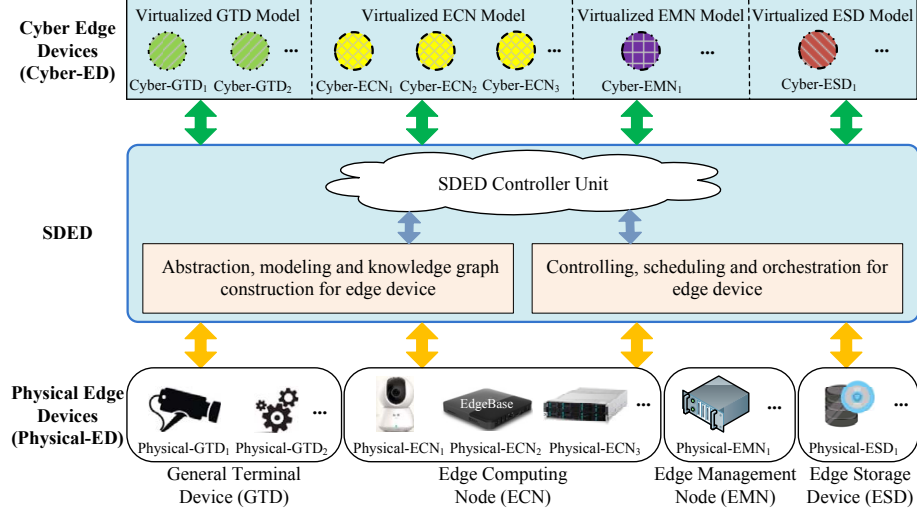 Cyber Edge
Devices
(Cyber-ED)
Virtualized GTD Model
Virtualized ECN Model
Virtualized EMN Model
Virtualized ESD Model
...
...
...
...
Cyber-GTD₁
Cyber-GTD₂
Cyber-ECN₁
Cyber-ECN₂
Cyber-ECN₃
Cyber-EMN₁
Cyber-ESD₁
SDED
SDED Controller Unit
Abstraction, modeling and knowledge graph
construction for edge device
Controlling, scheduling and orchestration for
edge device
Physical Edge
Devices
(Physical-ED)
EdgeBase
...
...
...
...
Physical-GTD₁
Physical-GTD₂
Physical-ECN₁
Physical-ECN₂
Physical-ECN₃
Physical-EMN₁
Physical-ESD₁
General Terminal
Device (GTD)
Edge Computing
Node (ECN)
Edge Management
Node (EMN)
Edge Storage
Device (ESD)